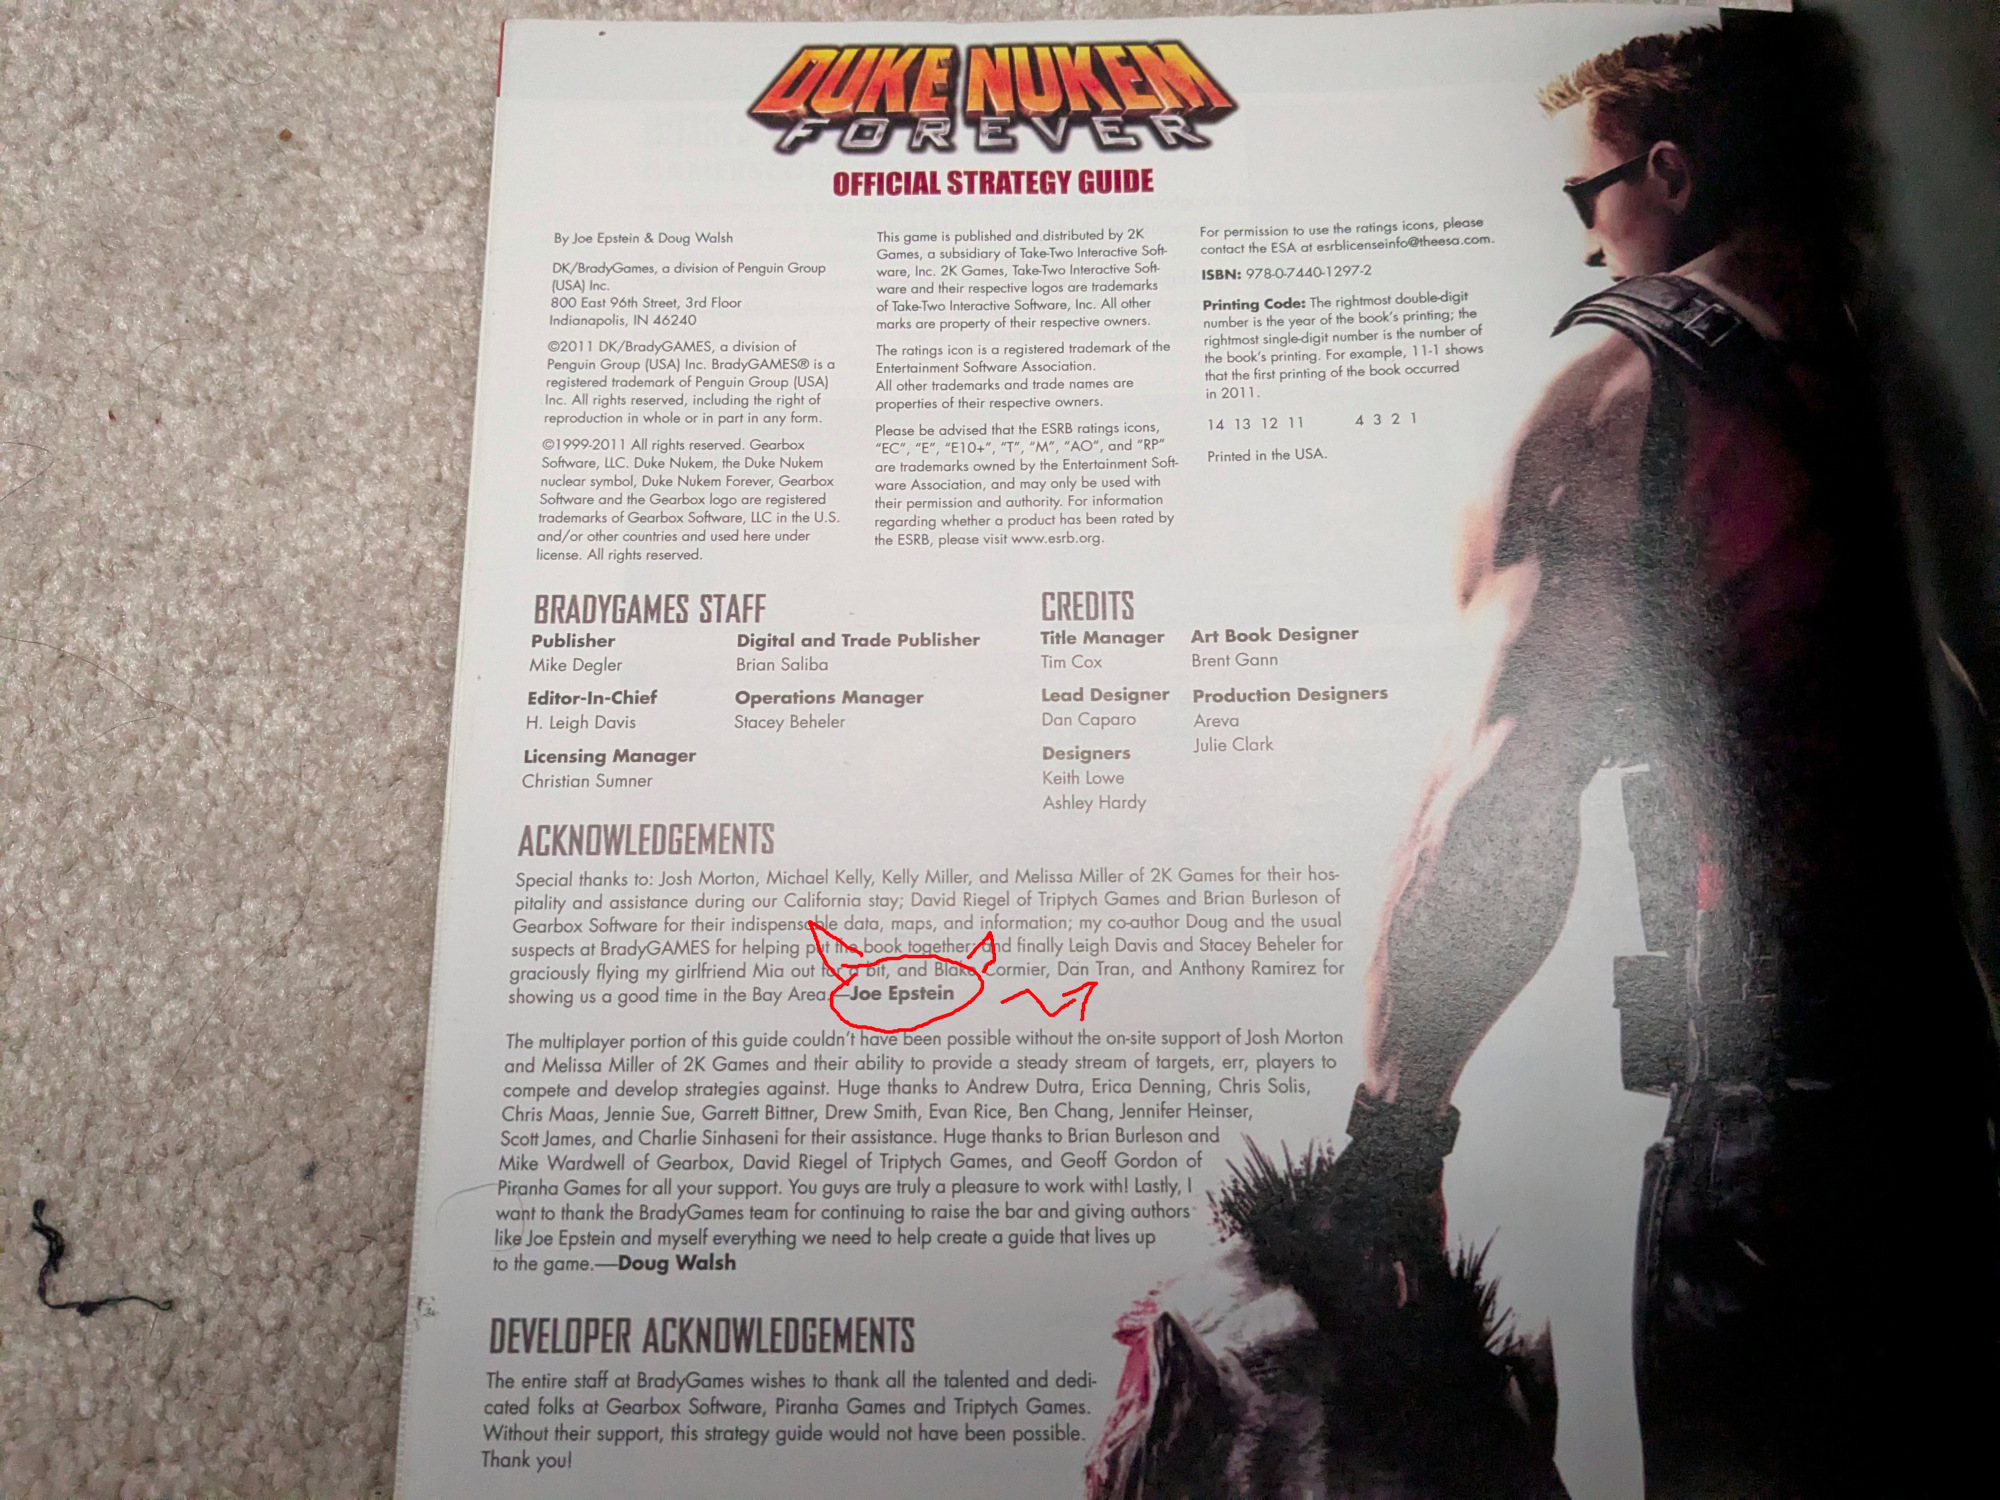 DUKE NUKEM
FOREVER
OFFICIAL STRATEGY GUIDE
By Joe Epstein & Doug Walsh
DK/BradyGames, a division of Penguin Group
(USA) Inc.
800 East 96th Street, 3rd Floor
Indianapolis, IN 46240
©2011 DK/BradyGAMES, a division of
Penguin Group (USA) Inc. BradyGAMES® is a
registered trademark of Penguin Group (USA)
Inc. All rights reserved, including the right of
reproduction in whole or in part in any form.
©1999-2011 All rights reserved. Gearbox
Software, LLC. Duke Nukem, the Duke Nukem
nuclear symbol, Duke Nukem Forever, Gearbox
Software and the Gearbox logo are registered
trademarks of Gearbox Software, LLC in the U.S.
and/or other countries and used here under
license. All rights reserved.
This game is published and distributed by 2K
Games, a subsidiary of Take-Two Interactive Soft-
ware, Inc. 2K Games, Take-Two Interactive Soft-
ware and their respective logos are trademarks
of Take-Two Interactive Software, Inc. All other
marks are property of their respective owners.
The ratings icon is a registered trademark of the
Entertainment Software Association.
All other trademarks and trade names are
properties of their respective owners.
Please be advised that the ESRB ratings icons,
“EC”, “E”, “E10+”, “T”, “M”, “AO”, and “RP”
are trademarks owned by the Entertainment Soft-
ware Association, and may only be used with
their permission and authority. For information
regarding whether a product has been rated by
the ESRB, please visit www.esrb.org.
For permission to use the ratings icons, please
contact the ESA at esrblicenseinfo@theesa.com.
ISBN: 978-0-7440-1297-2
Printing Code: The rightmost double-digit
number is the year of the book's printing; the
rightmost single-digit number is the number of
the book's printing. For example, 11-1 shows
that the first printing of the book occurred
in 2011.
14 13 12 11 4 3 2 1
Printed in the USA.
BRADYGAMES STAFF
Publisher
Mike Degler
Editor-In-Chief
H. Leigh Davis
Licensing Manager
Christian Sumner
Digital and Trade Publisher
Brian Saliba
Operations Manager
Stacey Beheler
CREDITS
Title Manager
Tim Cox
Lead Designer
Dan Caparo
Designers
Keith Lowe
Ashley Hardy
Art Book Designer
Brent Gann
Production Designers
Areva
Julie Clark
ACKNOWLEDGEMENTS
Special thanks to: Josh Morton, Michael Kelly, Kelly Miller, and Melissa Miller of 2K Games for their hos-
pitality and assistance during our California stay; David Riegel of Triptych Games and Brian Burleson of
Gearbox Software for their indispensable data, maps, and information; my co-author Doug and the usual
suspects at BradyGAMES for helping put the book together; and finally Leigh Davis and Stacey Beheler for
graciously flying my girlfriend Mia out for a bit, and Blake Cormier, Dan Tran, and Anthony Ramirez for
showing us a good time in the Bay Area.—Joe Epstein
The multiplayer portion of this guide couldn't have been possible without the on-site support of Josh Morton
and Melissa Miller of 2K Games and their ability to provide a steady stream of targets, err, players to
compete and develop strategies against. Huge thanks to Andrew Dutra, Erica Denning, Chris Solis,
Chris Maas, Jennie Sue, Garrett Bittner, Drew Smith, Evan Rice, Ben Chang, Jennifer Heinser,
Scott James, and Charlie Sinhaseni for their assistance. Huge thanks to Brian Burleson and
Mike Wardwell of Gearbox, David Riegel of Triptych Games, and Geoff Gordon of
Piranha Games for all your support. You guys are truly a pleasure to work with! Lastly, I
want to thank the BradyGames team for continuing to raise the bar and giving authors
like Joe Epstein and myself everything we need to help create a guide that lives up
to the game.—Doug Walsh
DEVELOPER ACKNOWLEDGEMENTS
The entire staff at BradyGames wishes to thank all the talented and dedi-
cated folks at Gearbox Software, Piranha Games and Triptych Games.
Without their support, this strategy guide would not have been possible.
Thank you!